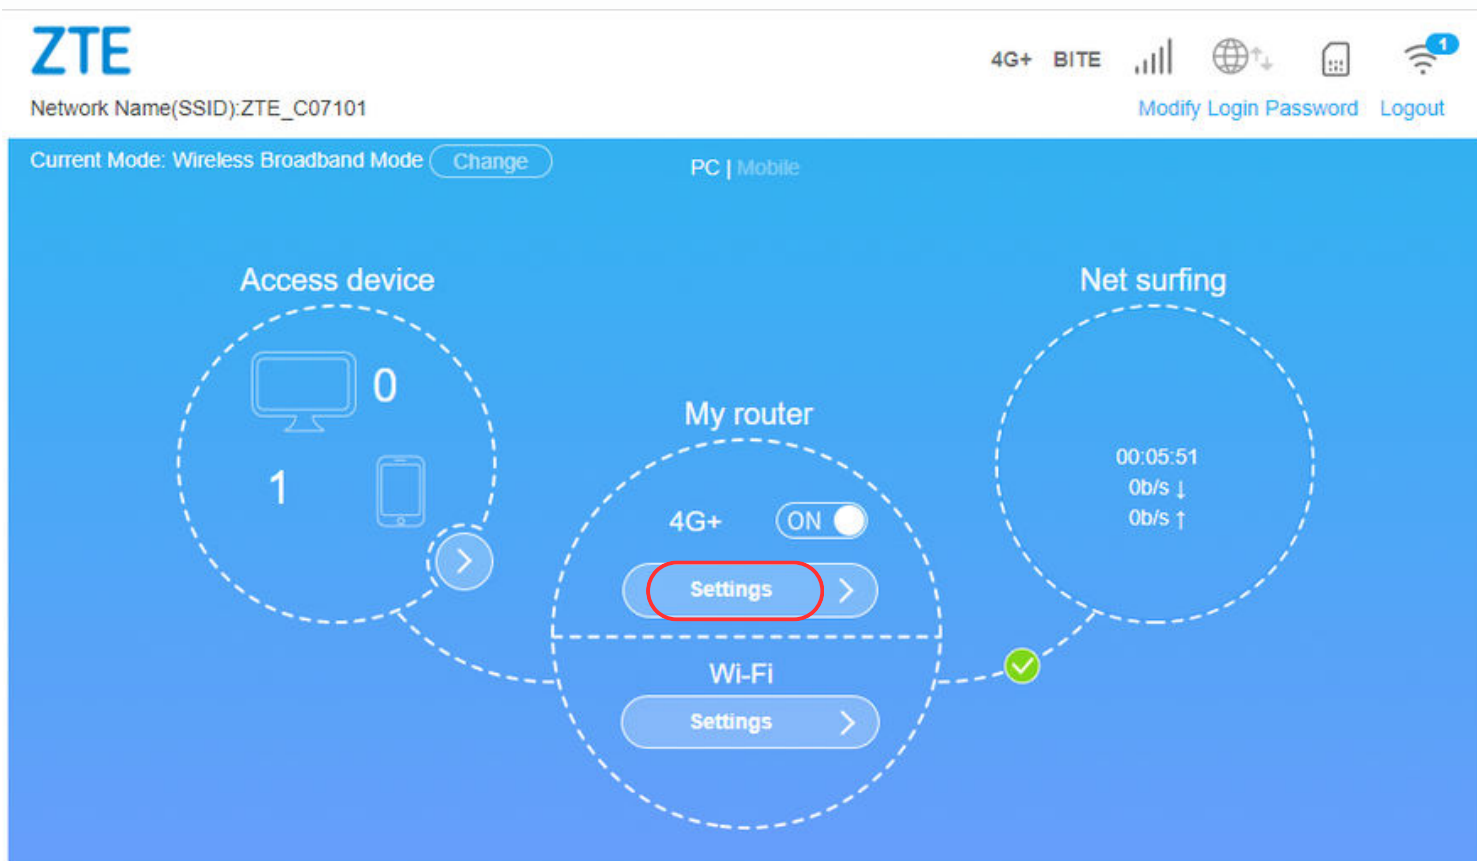 ZTE
4G+ BITE 1
Network Name(SSID):ZTE_C07101
Modify Login Password Logout
Current Mode: Wireless Broadband Mode Change
PC | Mobile
Access device
0
1
My router
4G+ ON
Settings
Wi-Fi
Settings
Net surfing
00:05:51
0b/s ↓
0b/s ↑